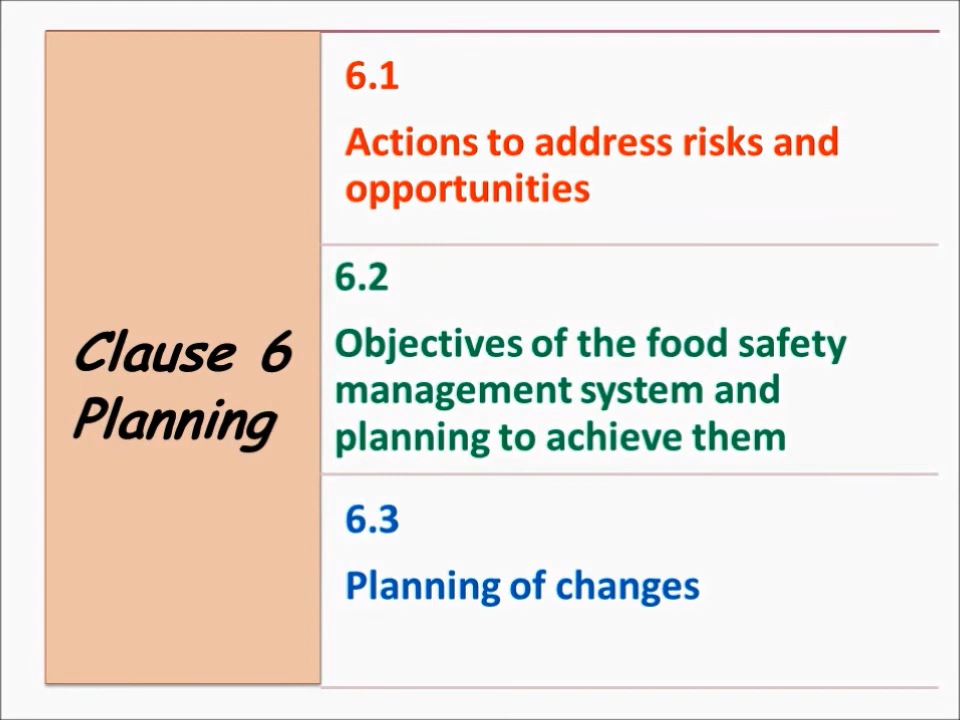 Clause 6
Planning
6.1
Actions to address risks and
opportunities
6.2
Objectives of the food safety
management system and
planning to achieve them
6.3
Planning of changes